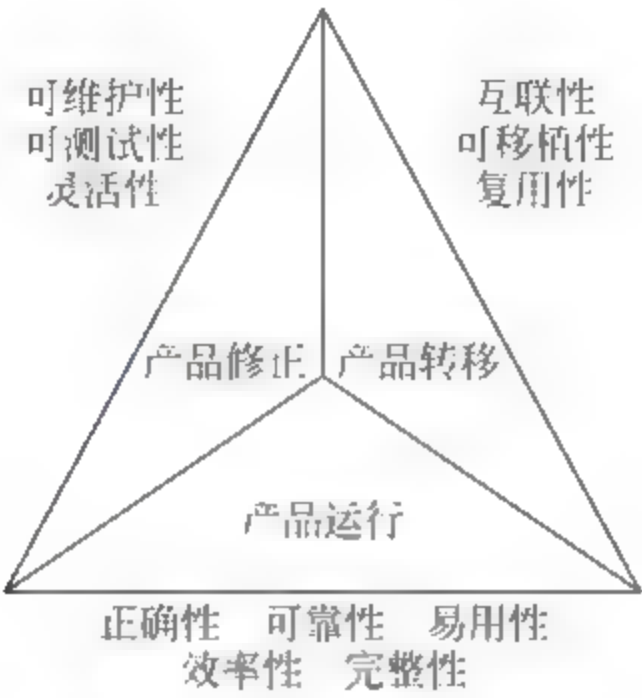 可维护性
可测试性
灵活性
互联性
可移植性
复用性
产品修正
产品转移
产品运行
正确性 可靠性 易用性
效率性 完整性